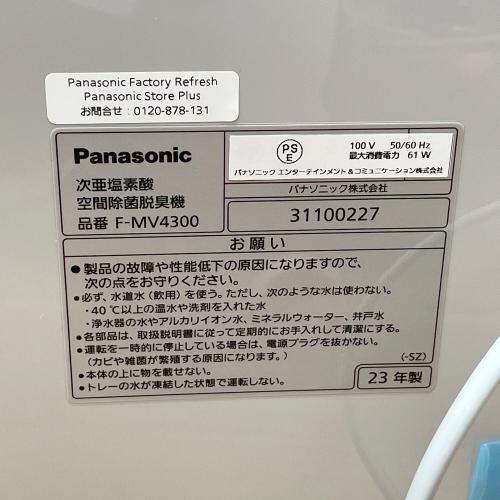 Panasonic Factory Refresh
Panasonic Store Plus
お問合せ：0120-878-131
Panasonic
PS
E
100 V 50/60 Hz
最大消費電力 61 W
パナソニック エンターテインメント＆コミュニケーション株式会社
次亜塩素酸
空間除菌脱臭機
品番 F-MV4300
パナソニック株式会社
31100227
お願い
●製品の故障や性能低下の原因になりますので、
次の点をお守りください。
●必ず、水道水（飲用）を使う。ただし、次のような水は使わない。
・40 ℃以上の温水や洗剤を入れた水
・浄水器の水やアルカリイオン水、ミネラルウォーター、井戸水
●各部品は、取扱説明書に従って定期的にお手入れして清潔にする。
●運転を一時的に停止している場合は、電源プラグを抜かない。
（カビや雑菌が繁殖する原因になります。）
●本体の上に物を載せない。
●トレーの水が凍結した状態で運転しない。
(-SZ)
23 年製